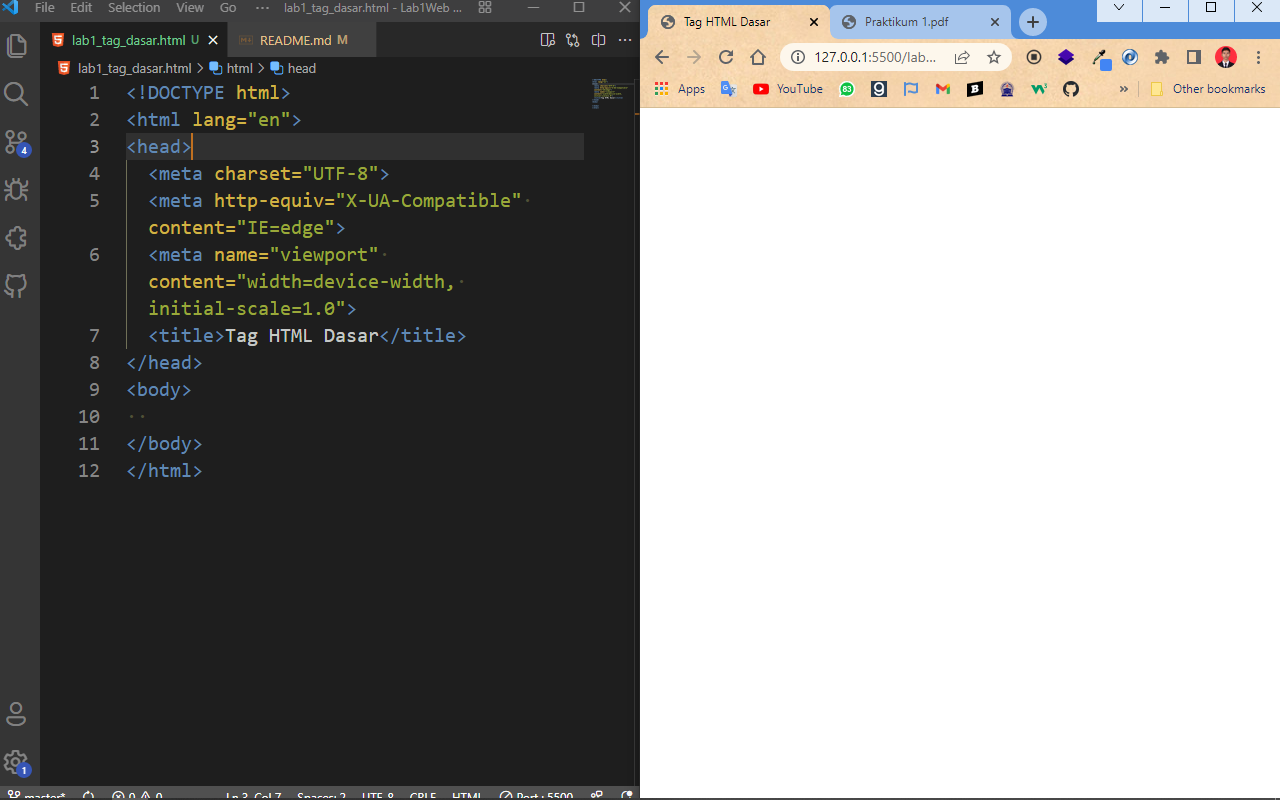 File Edit Selection View Go ··· lab1_tag_dasar.html - Lab1Web ...
lab1_tag_dasar.html U README.md M
lab1_tag_dasar.html > html > head
1 <!DOCTYPE html>
2 <html lang="en">
3 <head>
4 <meta charset="UTF-8">
5 <meta http-equiv="X-UA-Compatible"
content="IE=edge">
6 <meta name="viewport"
content="width=device-width,
initial-scale=1.0">
7 <title>Tag HTML Dasar</title>
8 </head>
9 <body>
10
11 </body>
12 </html>
4
1
master* 0 0 Ln 3, Col 7 Spaces: 2 UTF-8 CRLF HTML Port : 5500
Tag HTML Dasar Praktikum 1.pdf
127.0.0.1:5500/lab...
Apps YouTube 83 » Other bookmarks